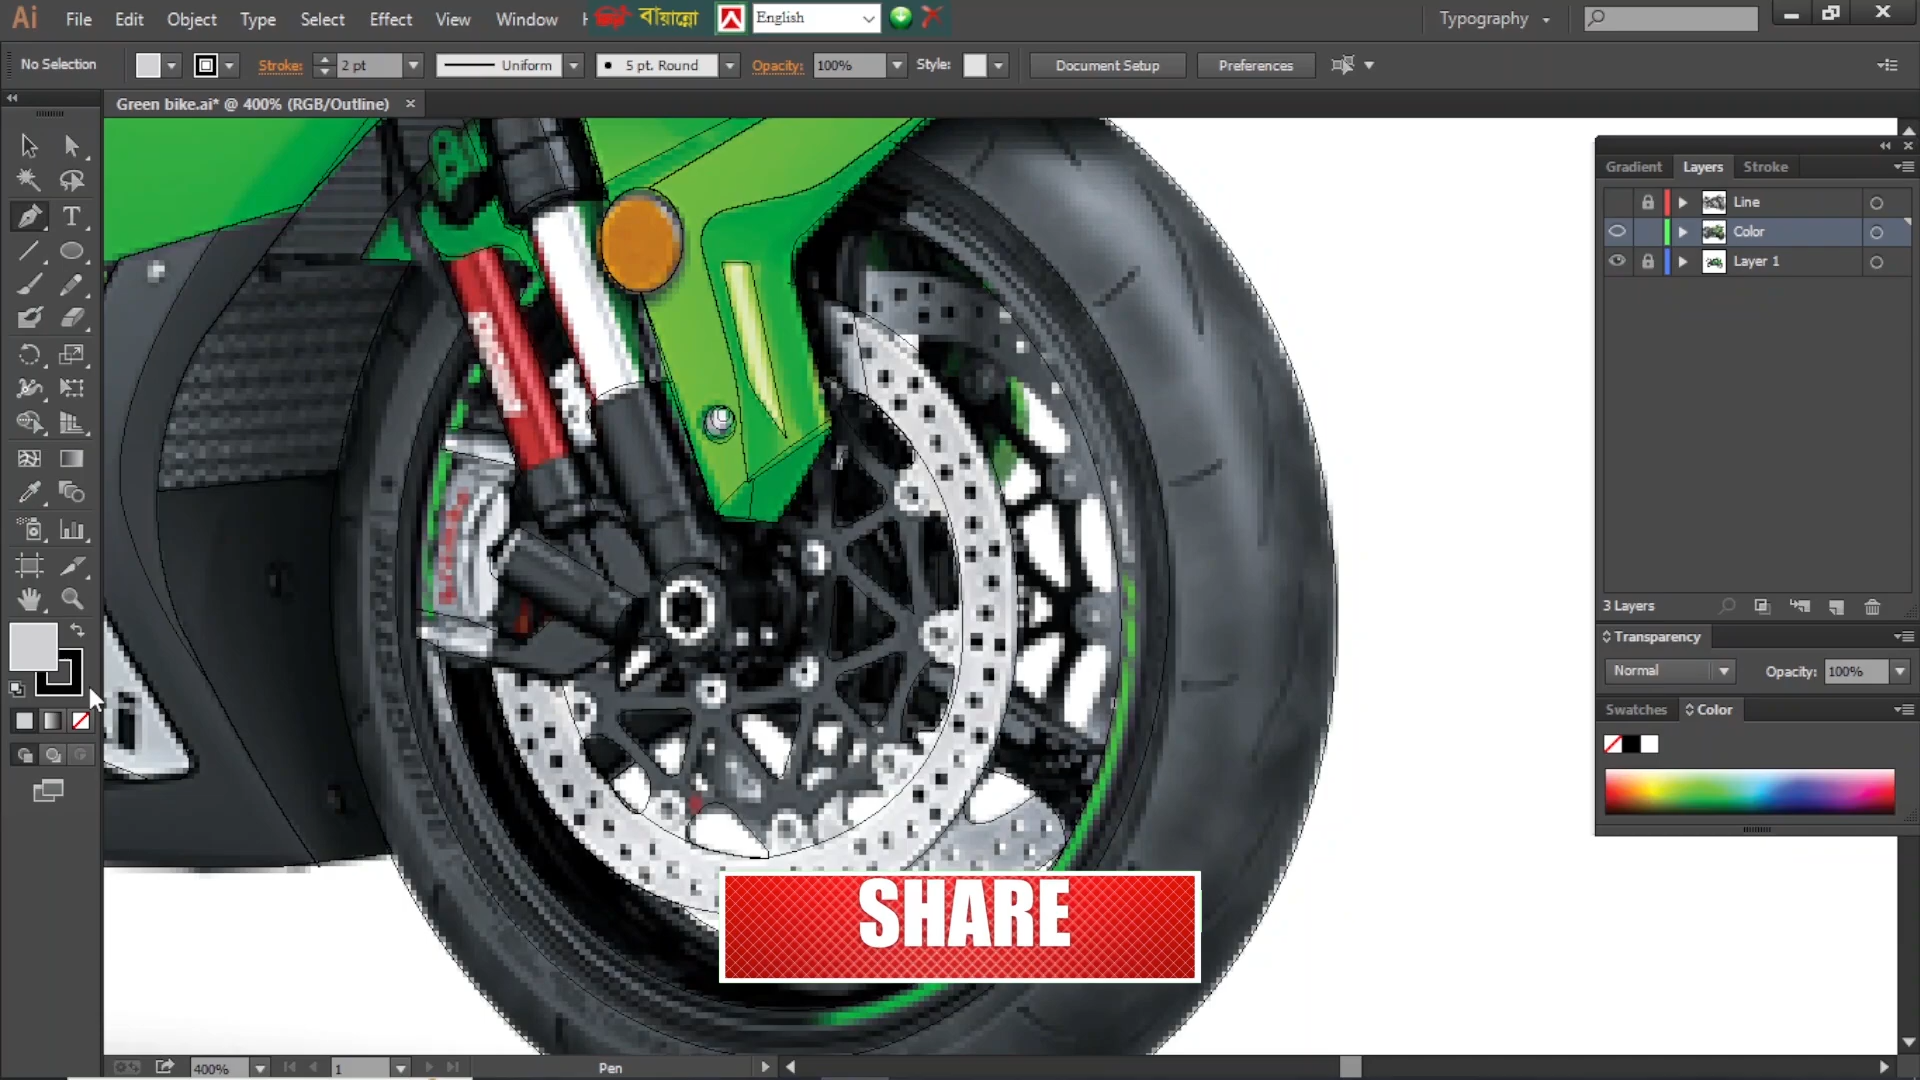 Ai File Edit Object Type Select Effect View Window বায়ান্নো English Typography
No Selection Stroke: 2 pt Uniform 5 pt. Round Opacity: 100% Style: Document Setup Preferences
Green bike.ai* @ 400% (RGB/Outline)
Gradient Layers Stroke
Line
Color
Layer 1
3 Layers
Transparency
Normal Opacity: 100%
Swatches Color
SHARE
400% 1 Pen